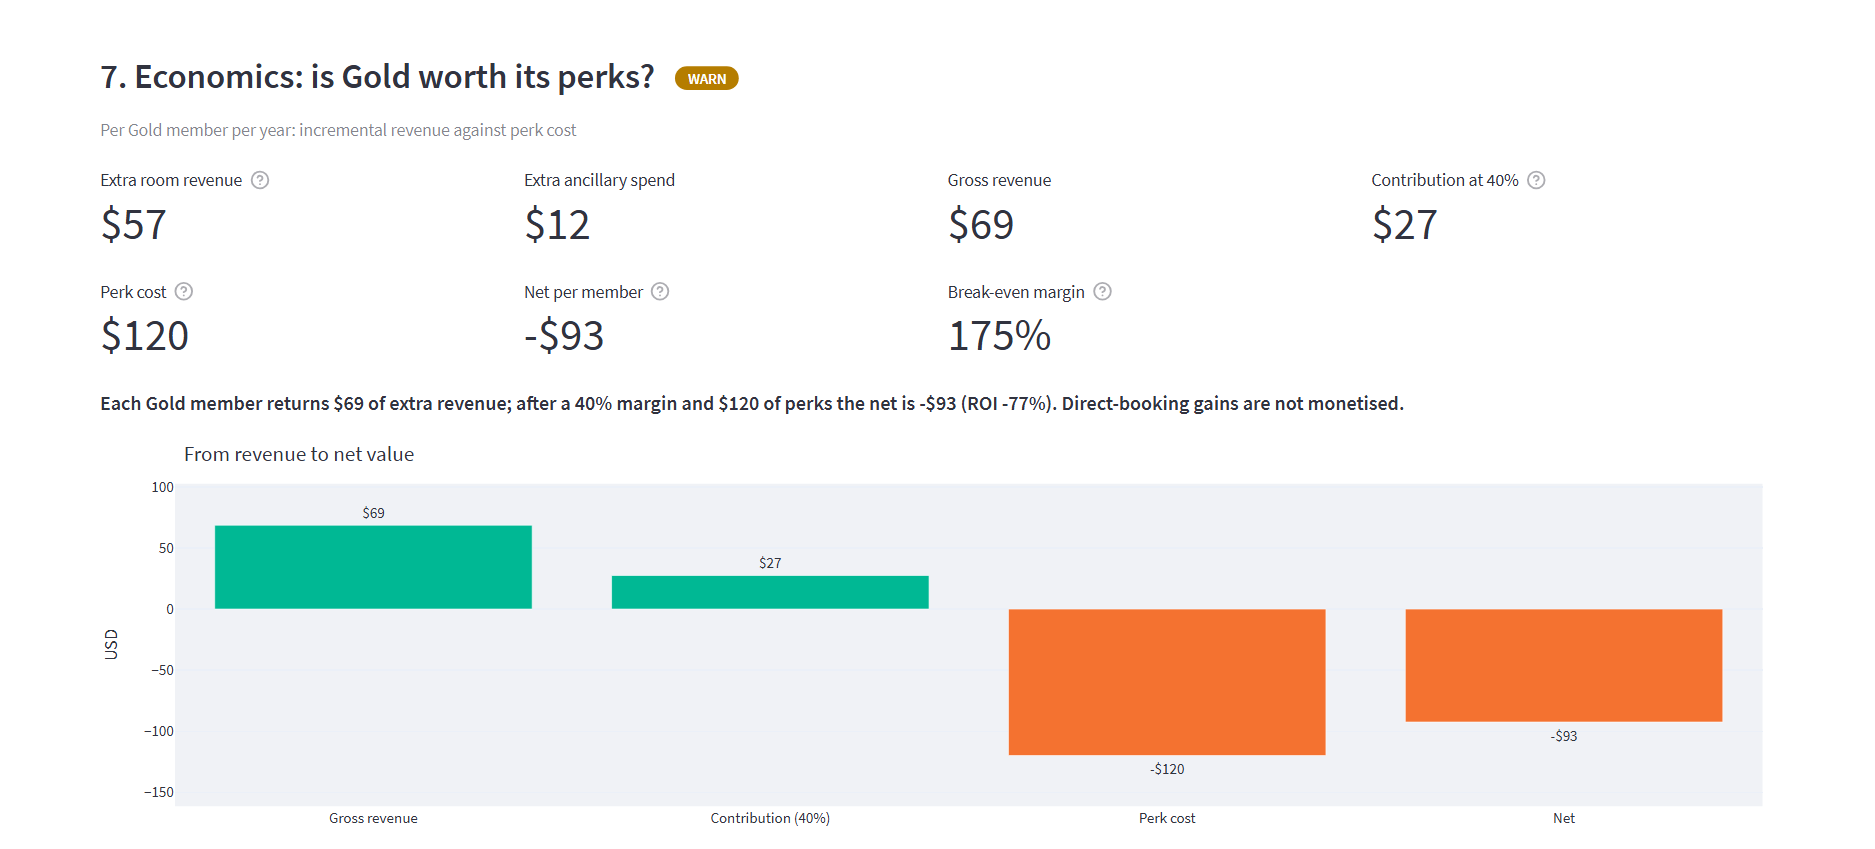 7. Economics: is Gold worth its perks? WARN
Per Gold member per year: incremental revenue against perk cost
Extra room revenue ? Extra ancillary spend Gross revenue Contribution at 40% ?
$57 $12 $69 $27
Perk cost ? Net per member ? Break-even margin ?
$120 -$93 175%
Each Gold member returns $69 of extra revenue; after a 40% margin and $120 of perks the net is -$93 (ROI -77%). Direct-booking gains are not monetised.
From revenue to net value
100
50
0
−50
−100
−150
USD
$69
$27
-$120
-$93
Gross revenue Contribution (40%) Perk cost Net